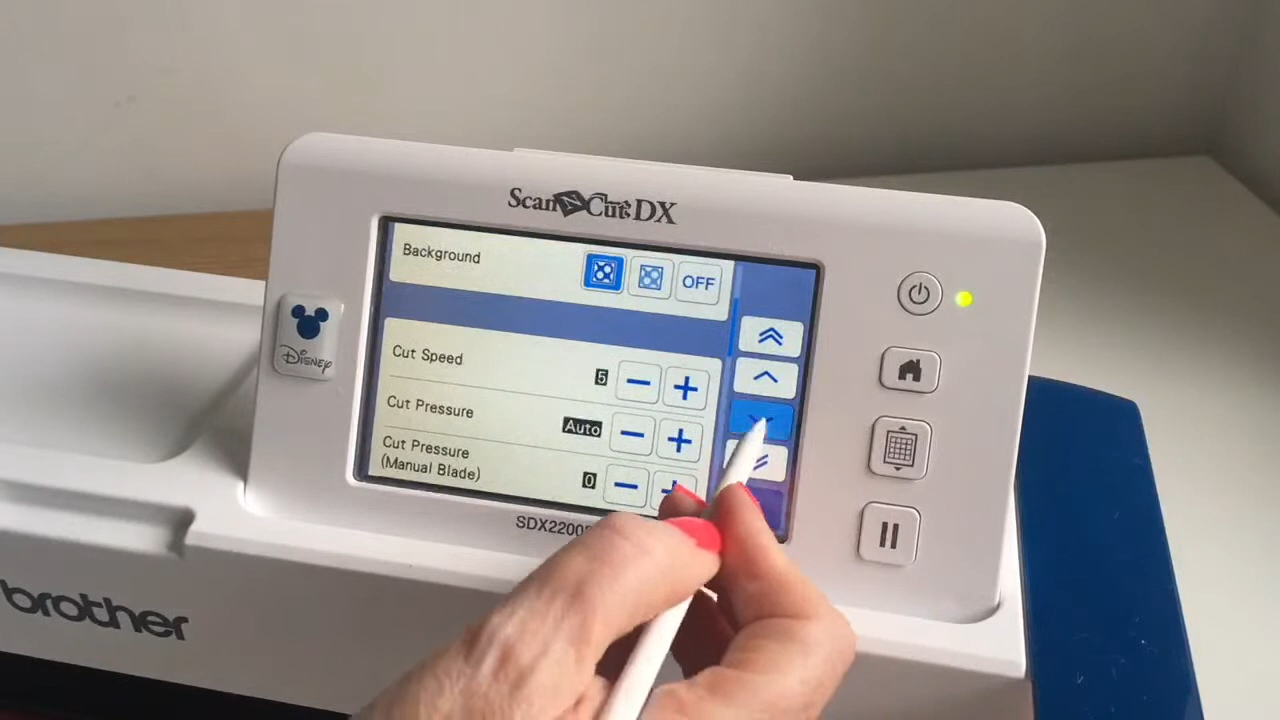 ScanNCut DX
Background
OFF
Cut Speed
5
Cut Pressure
Auto
Cut Pressure
(Manual Blade)
0
Disney
brother